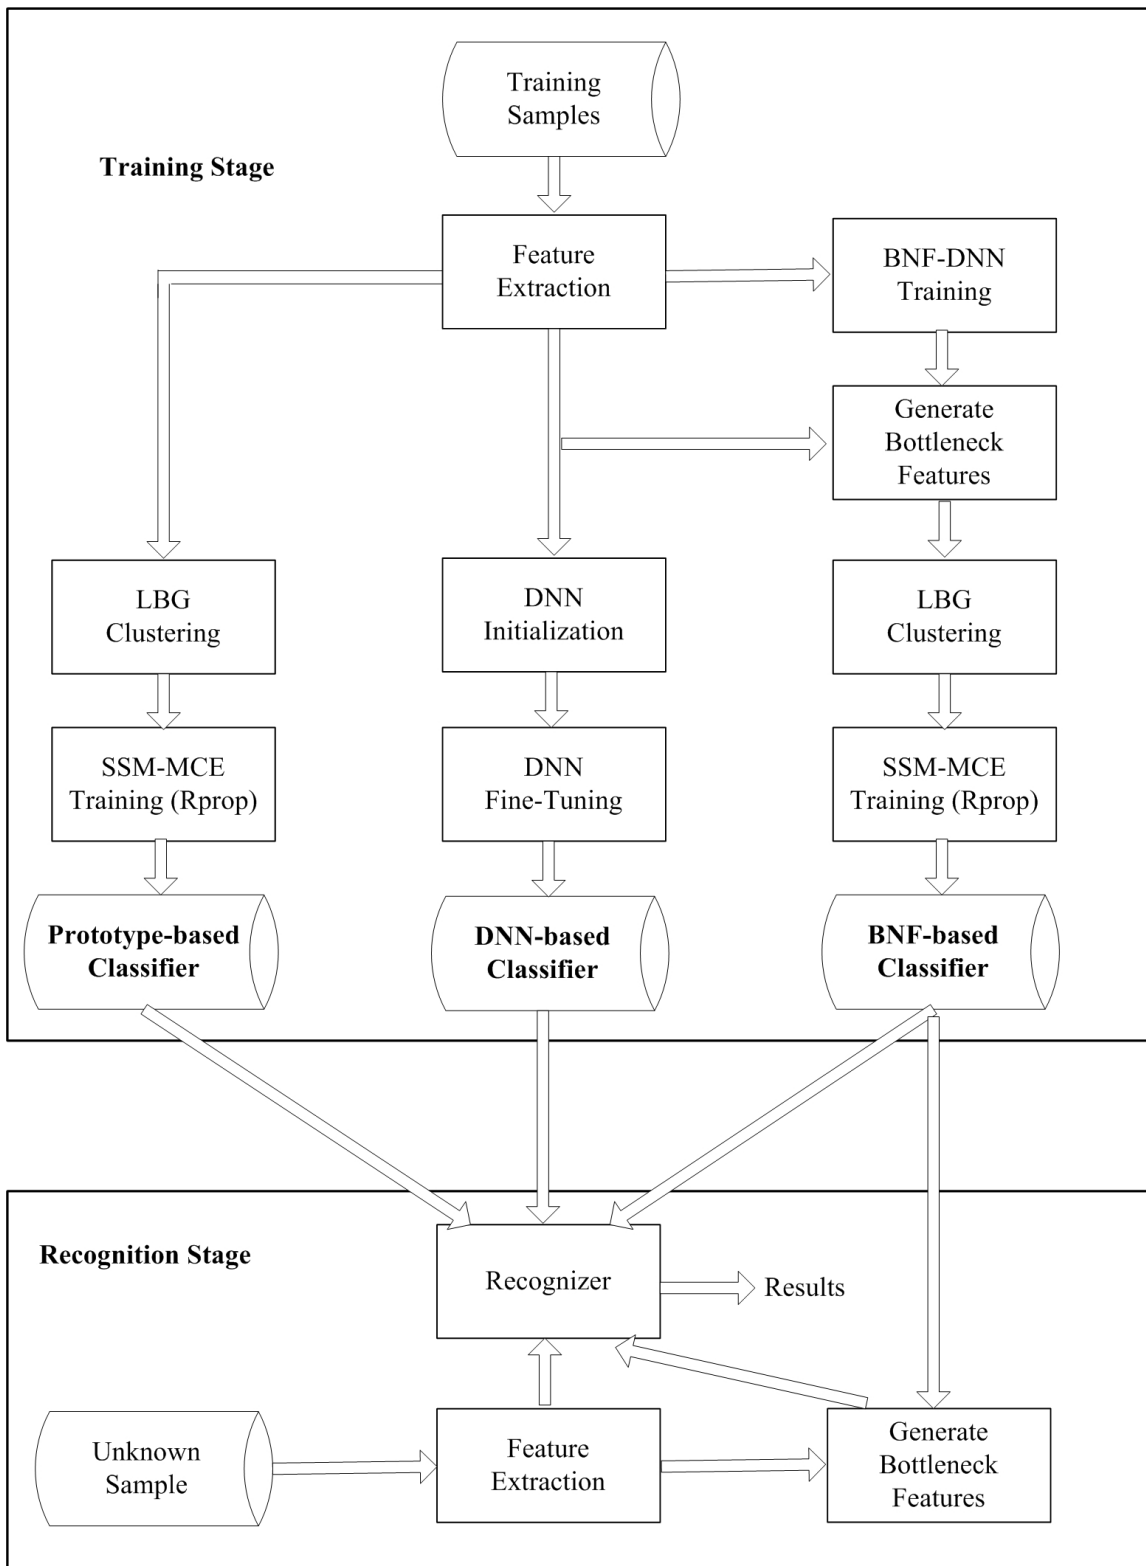 Training
Samples
Training Stage
Feature
Extraction
BNF-DNN
Training
Generate
Bottleneck
Features
LBG
Clustering
DNN
Initialization
LBG
Clustering
SSM-MCE
Training (Rprop)
DNN
Fine-Tuning
SSM-MCE
Training (Rprop)
Prototype-based
Classifier
DNN-based
Classifier
BNF-based
Classifier
Recognition Stage
Recognizer
Results
Unknown
Sample
Feature
Extraction
Generate
Bottleneck
Features